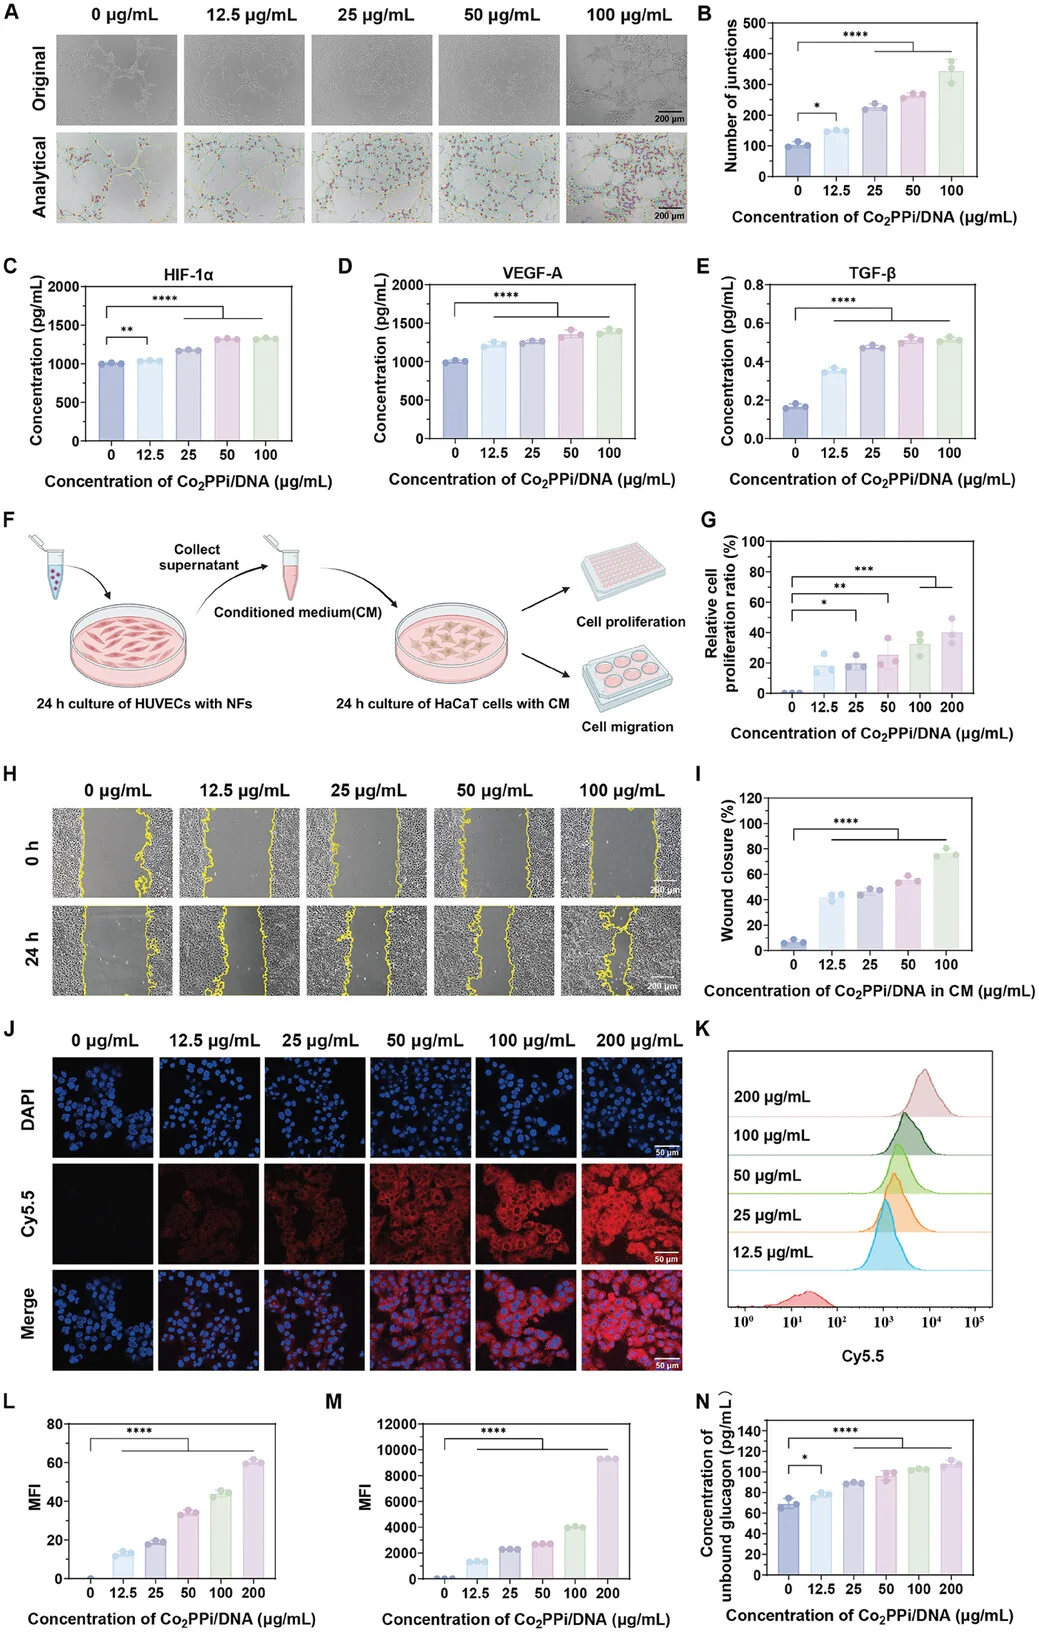 A
0 µg/mL 12.5 µg/mL 25 µg/mL 50 µg/mL 100 µg/mL
Original
200 µm
Analytical
200 µm
B
Number of junctions
500
400
300
200
100
0
****
*
0 12.5 25 50 100
Concentration of Co2PPi/DNA (µg/mL)
C
HIF-1α
Concentration (pg/mL)
2000
1500
1000
500
0
****
**
0 12.5 25 50 100
Concentration of Co2PPi/DNA (µg/mL)
D
VEGF-A
Concentration (pg/mL)
2000
1500
1000
500
0
****
0 12.5 25 50 100
Concentration of Co2PPi/DNA (µg/mL)
E
TGF-β
Concentration (pg/mL)
0.8
0.6
0.4
0.2
0.0
****
0 12.5 25 50 100
Concentration of Co2PPi/DNA (µg/mL)
F
Collect
supernatant
Conditioned medium(CM)
24 h culture of HUVECs with NFs
24 h culture of HaCaT cells with CM
Cell proliferation
Cell migration
G
Relative cell
proliferation ratio (%)
100
80
60
40
20
0
***
**
*
0 12.5 25 50 100 200
Concentration of Co2PPi/DNA (µg/mL)
H
0 µg/mL 12.5 µg/mL 25 µg/mL 50 µg/mL 100 µg/mL
0 h
200 µm
24 h
200 µm
I
Wound closure (%)
120
100
80
60
40
20
0
****
0 12.5 25 50 100
Concentration of Co2PPi/DNA in CM (µg/mL)
J
0 µg/mL 12.5 µg/mL 25 µg/mL 50 µg/mL 100 µg/mL 200 µg/mL
DAPI
50 µm
Cy5.5
50 µm
Merge
50 µm
K
200 µg/mL
100 µg/mL
50 µg/mL
25 µg/mL
12.5 µg/mL
10^0 10^1 10^2 10^3 10^4 10^5
Cy5.5
L
MFI
80
60
40
20
0
****
0 12.5 25 50 100 200
Concentration of Co2PPi/DNA (µg/mL)
M
MFI
12000
10000
8000
6000
4000
2000
0
****
0 12.5 25 50 100 200
Concentration of Co2PPi/DNA (µg/mL)
N
Concentration of
unbound glucagon (pg/mL)
140
120
100
80
60
40
20
0
****
*
0 12.5 25 50 100 200
Concentration of Co2PPi/DNA (µg/mL)